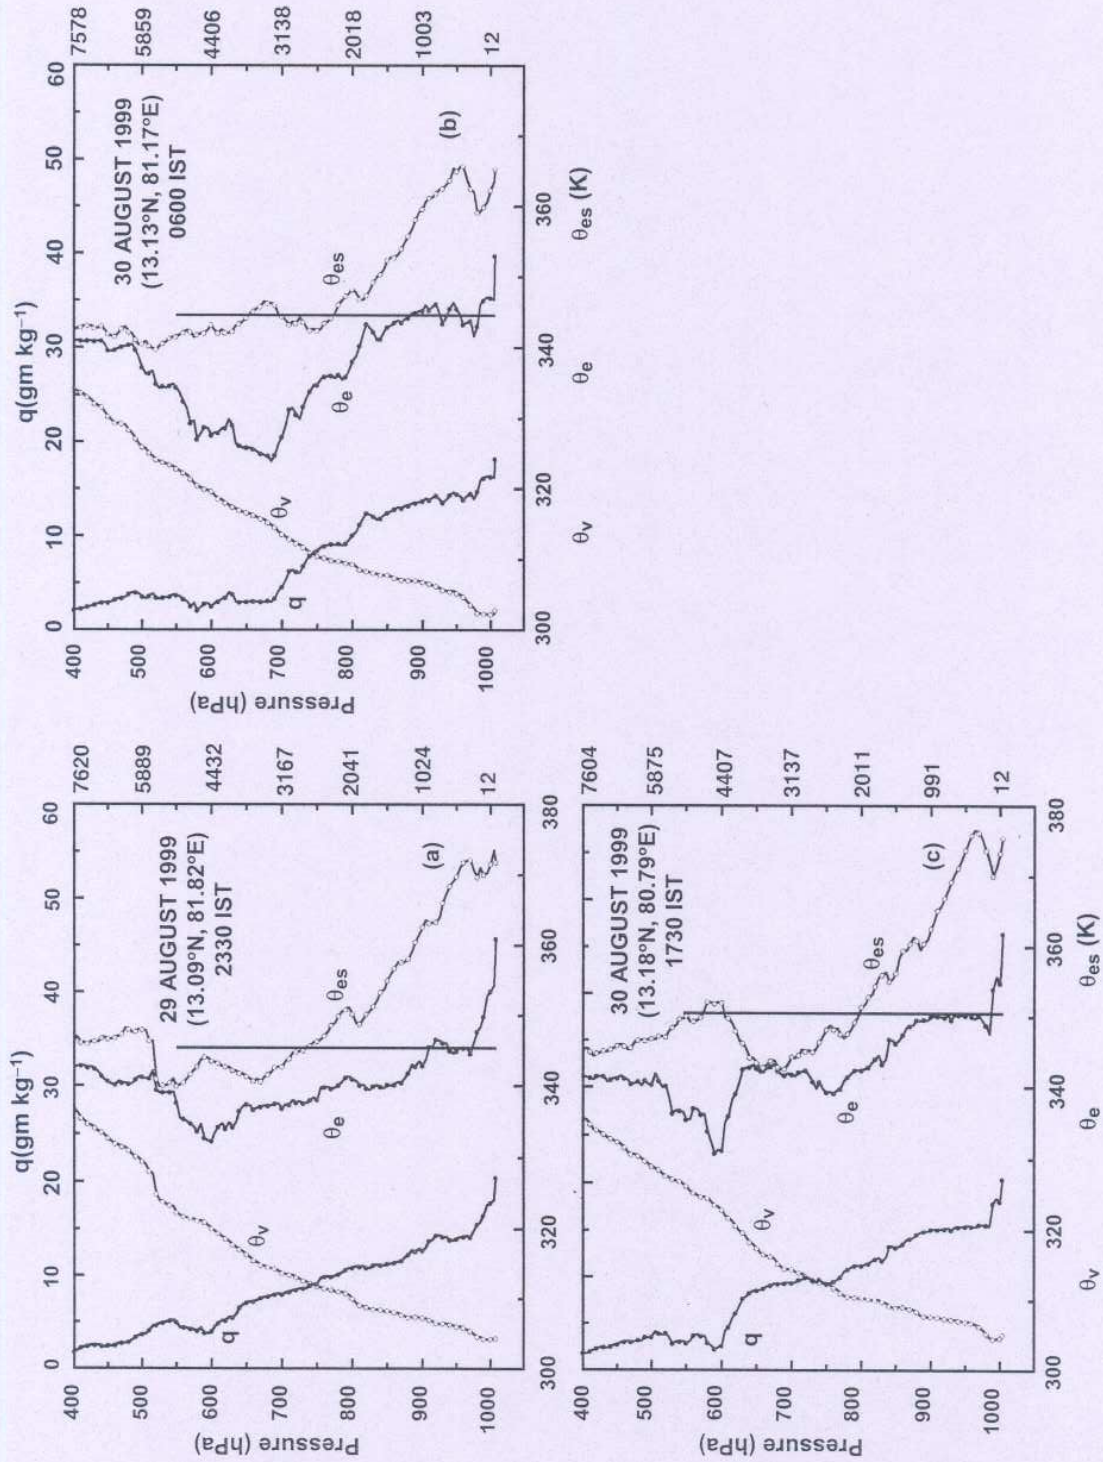 q(gm kg⁻¹)
0 10 20 30 40 50 60
29 AUGUST 1999
(13.09°N, 81.82°E)
2330 IST
(a)
400 7620
500 5889
600 4432
700 3167
800 2041
900 1024
1000 12
Pressure (hPa)
q
θv
θe
θes
300 320 340 360 380
q(gm kg⁻¹)
0 10 20 30 40 50 60
30 AUGUST 1999
(13.13°N, 81.17°E)
0600 IST
(b)
400 7578
500 5859
600 4406
700 3138
800 2018
900 1003
1000 12
Pressure (hPa)
q
θv
θe
θes
300 320 340 360
θv θe θes (K)
30 AUGUST 1999
(13.18°N, 80.79°E)
1730 IST
(c)
400 7604
500 5875
600 4407
700 3137
800 2011
900 991
1000 12
Pressure (hPa)
q
θv
θe
θes
300 320 340 360 380
θv θe θes (K)